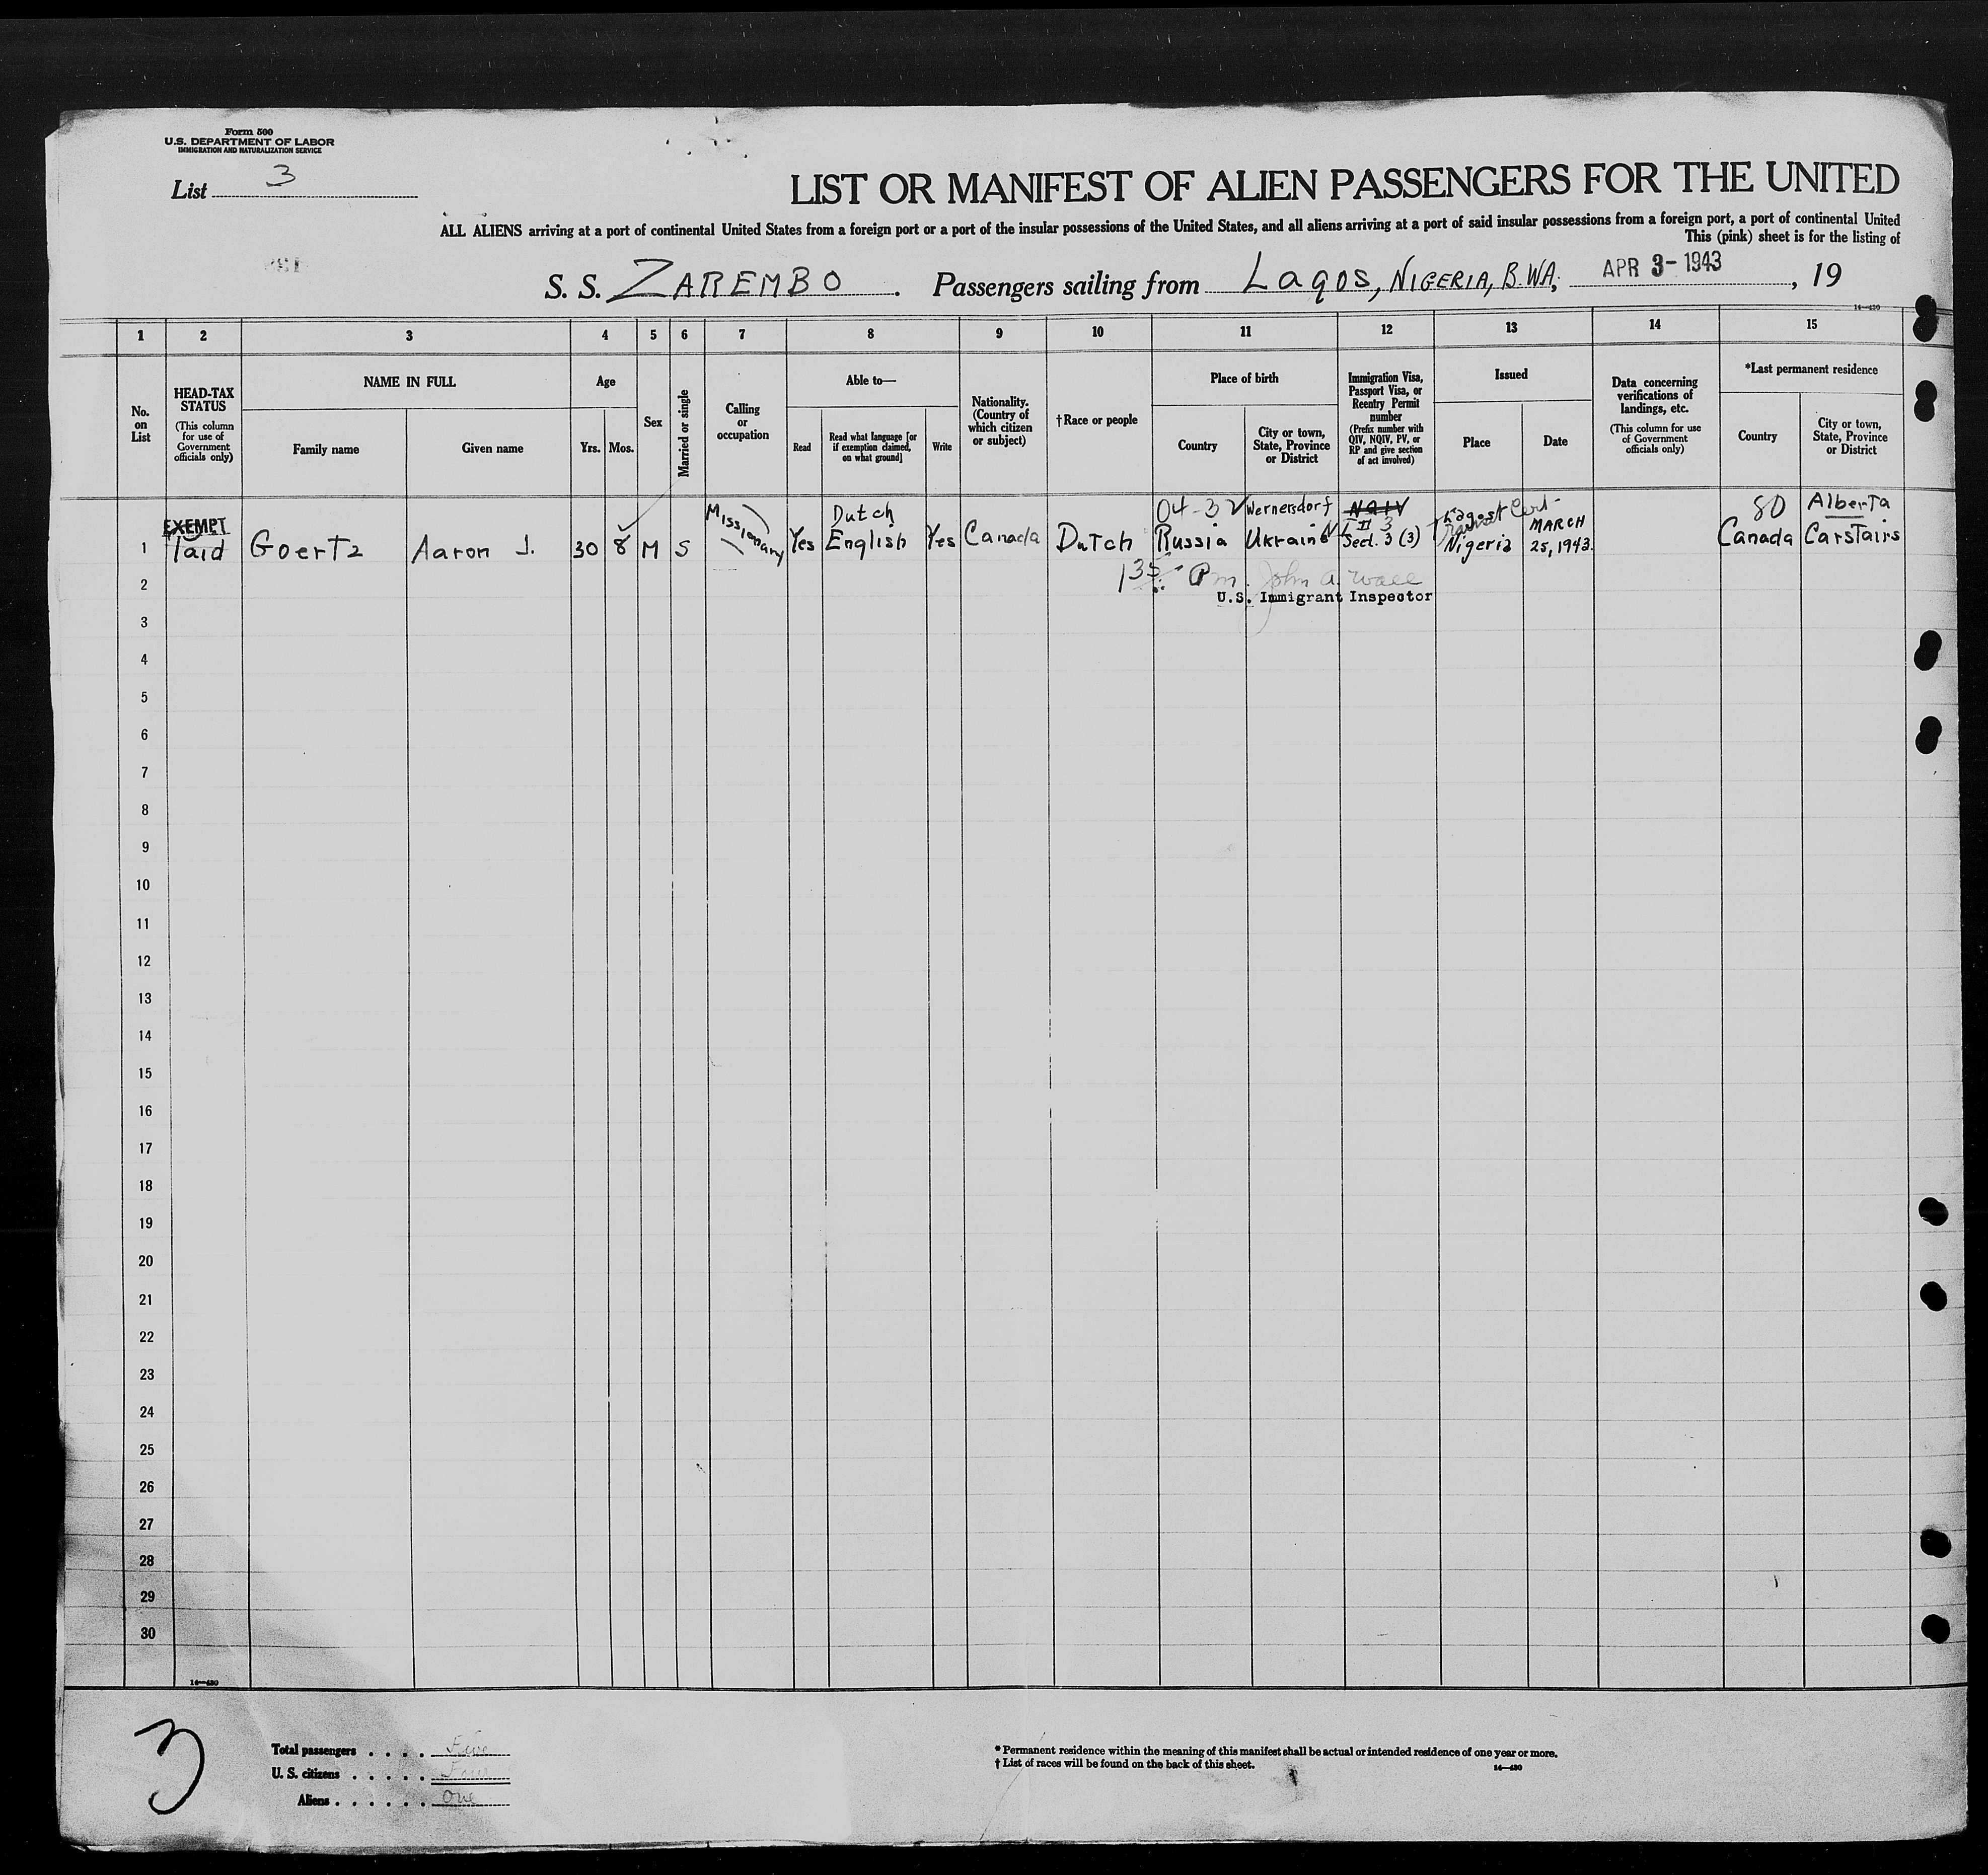 Form 500
U.S. DEPARTMENT OF LABOR
IMMIGRATION AND NATURALIZATION SERVICE
List 3
LIST OR MANIFEST OF ALIEN PASSENGERS FOR THE UNITED
ALL ALIENS arriving at a port of continental United States from a foreign port or a port of the insular possessions of the United States, and all aliens arriving at a port of said insular possessions from a foreign port, a port of continental United
This (pink) sheet is for the listing of
S. S. ZAREMBO. Passengers sailing from Lagos, NIGERIA, B.W.A. APR 3-1943, 19
16-430
1 2 3 4 5 6 7 8 9 10 11 12 13 14 15
No. on List
HEAD-TAX STATUS
(This column for use of Government officials only)
NAME IN FULL
Family name
Given name
Age
Yrs. Mos.
Sex
Married or single
Calling or occupation
Able to—
Read
Read what language [or if exemption claimed, on what ground]
Write
Nationality. (Country of which citizen or subject)
†Race or people
Place of birth
Country
City or town, State, Province or District
Immigration Visa, Passport Visa, or Reentry Permit number
(Prefix number with QIV, NQIV, PV, or RP and give section of act involved)
Issued
Place
Date
Data concerning verifications of landings, etc.
(This column for use of Government officials only)
*Last permanent residence
Country
City or town, State, Province or District
EXEMPT Dutch 04-32 Wernersdorf NQIV Lagos Cert 80 Alberta
1 Goertz Aaron J. 30 8 M S Missionary Yes English Yes Canada Dutch Russia Ukraine Sect. 3 (3) Nigeria MARCH 25, 1943. Canada Carstairs
2 1 35 Pm. John A. Wall
U.S. Immigrant Inspector
3
4
5
6
7
8
9
10
11
12
13
14
15
16
17
18
19
20
21
22
23
24
25
26
27
28
29
30
16-430
3
Total passengers . . . . Five
U. S. citizens . . . . . Four
Aliens . . . . . . One
* Permanent residence within the meaning of this manifest shall be actual or intended residence of one year or more.
† List of races will be found on the back of this sheet.
16-430